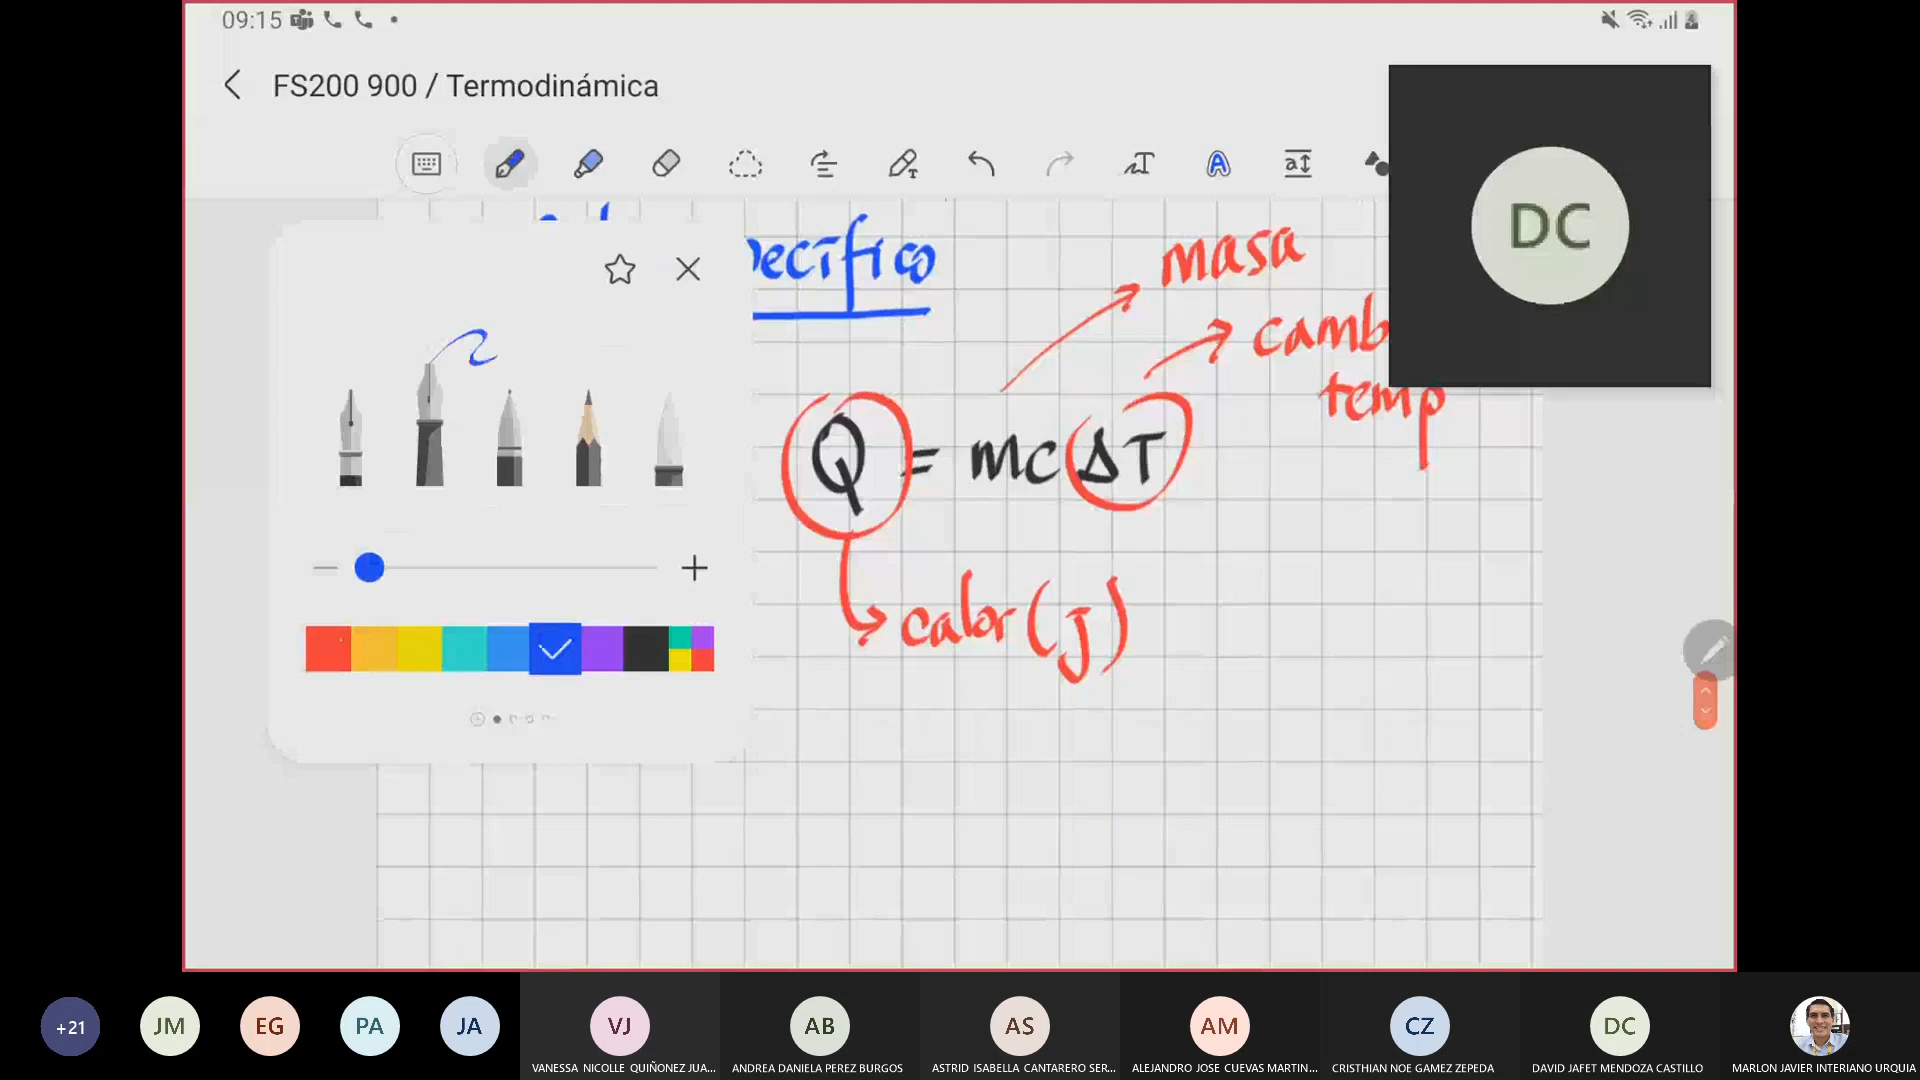 09:15
FS200 900 / Termodinámica
DC
ecífico
masa
camb
temp
Q = mcΔT
calor (J)
+21
JM
EG
PA
JA
VJ
AB
AS
AM
CZ
DC
VANESSA NICOLLE QUIÑONEZ JUA...
ANDREA DANIELA PEREZ BURGOS
ASTRID ISABELLA CANTARERO SER...
ALEJANDRO JOSE CUEVAS MARTIN...
CRISTHIAN NOE GAMEZ ZEPEDA
DAVID JAFET MENDOZA CASTILLO
MARLON JAVIER INTERIANO URQUIA